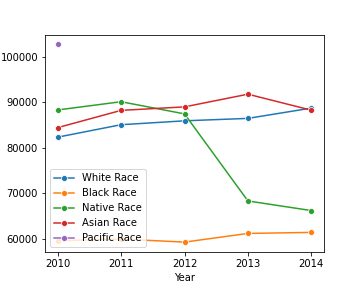 100000
90000
80000
70000
60000
White Race
Black Race
Native Race
Asian Race
Pacific Race
2010 2011 2012 2013 2014
Year